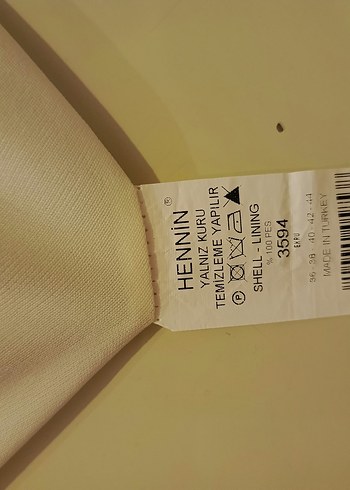 HENNİN ®
YALNIZ KURU
TEMİZLEME YAPILIR
P
SHELL - LINING
% 100 PES
3594
EKRU
36 - 38 - 40 - 42 - 44
MADE IN TURKEY